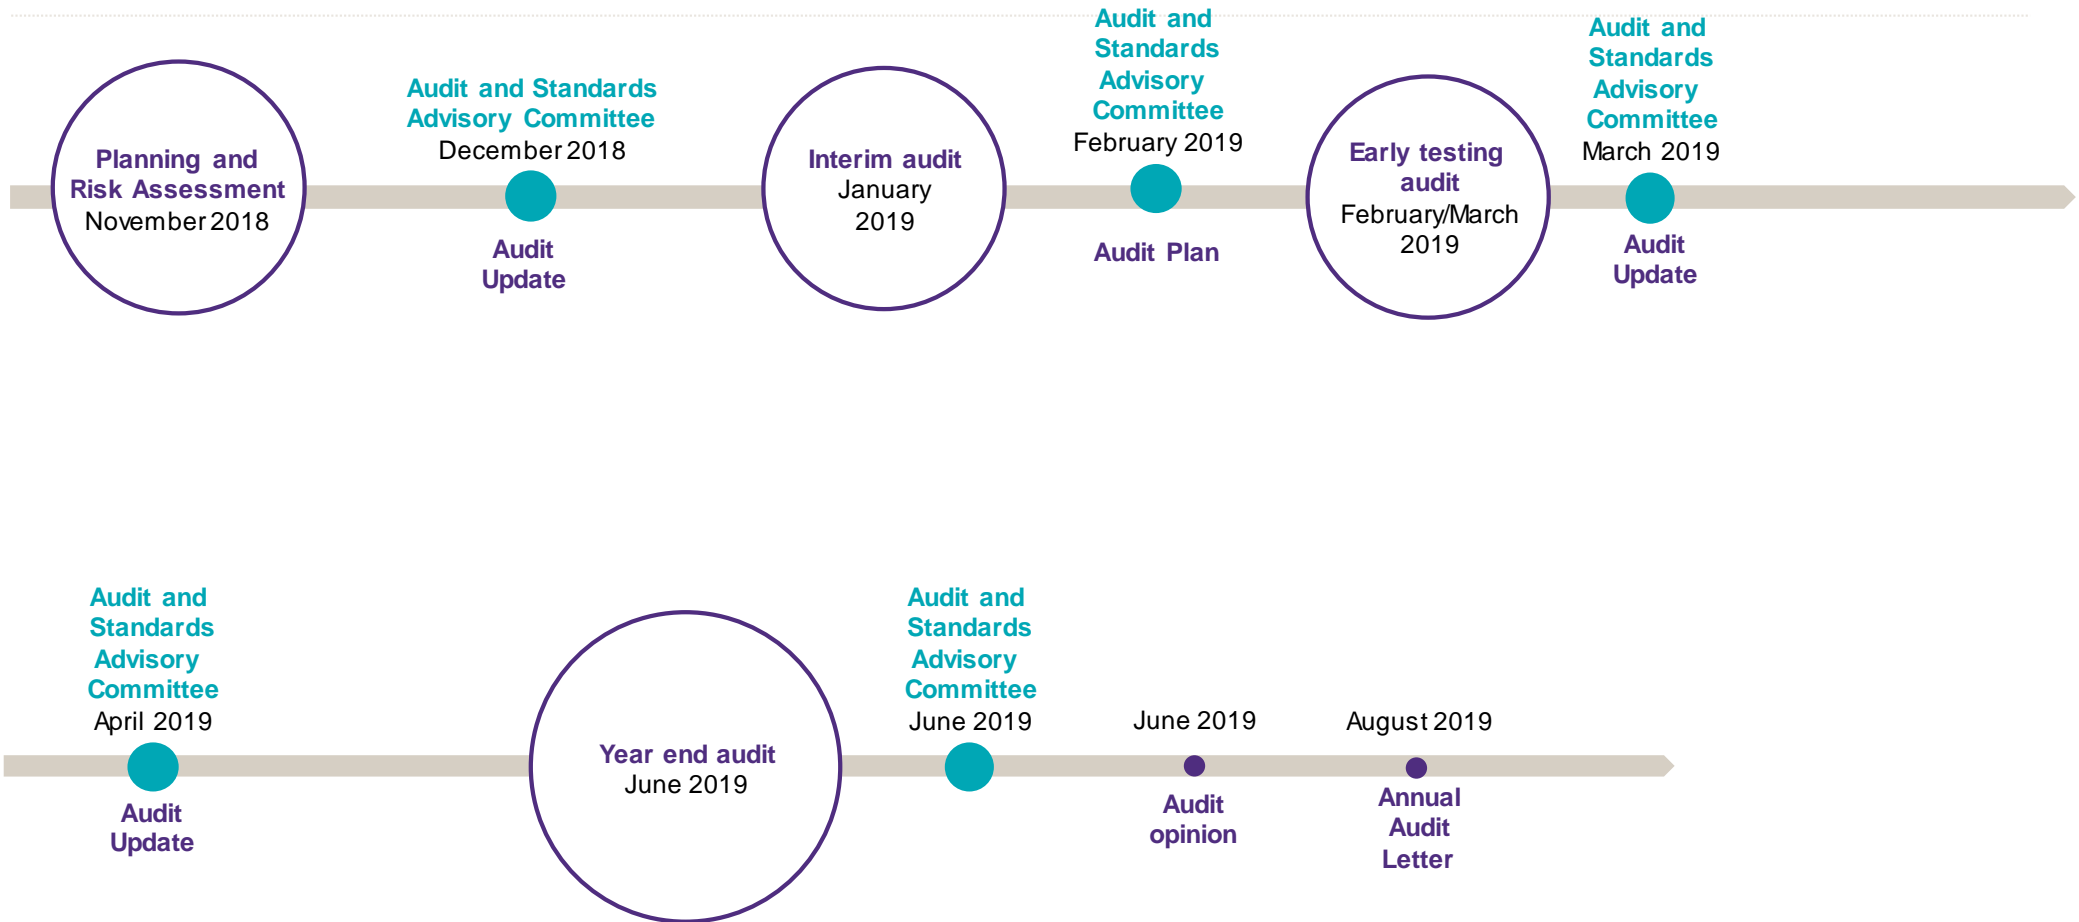 Planning and
Risk Assessment
November 2018
Audit and Standards
Advisory Committee
December 2018
Audit
Update
Interim audit
January
2019
Audit and
Standards
Advisory
Committee
February 2019
Audit Plan
Early testing
audit
February/March
2019
Audit and
Standards
Advisory
Committee
March 2019
Audit
Update
Audit and
Standards
Advisory
Committee
April 2019
Audit
Update
Year end audit
June 2019
Audit and
Standards
Advisory
Committee
June 2019
June 2019
Audit
opinion
August 2019
Annual
Audit
Letter